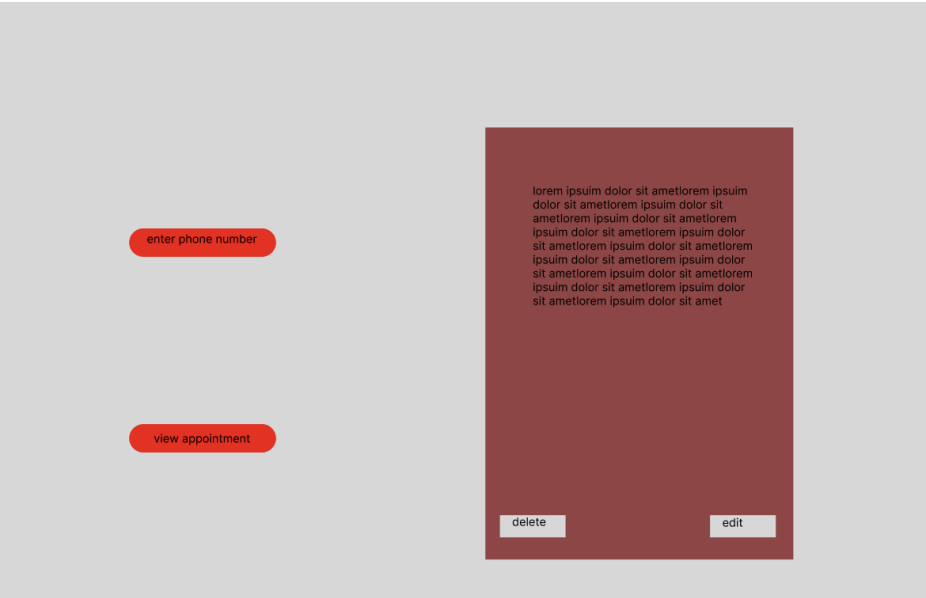 enter phone number
view appointment
lorem ipsuim dolor sit ametlorem ipsuim
dolor sit ametlorem ipsuim dolor sit
ametlorem ipsuim dolor sit ametlorem
ipsuim dolor sit ametlorem ipsuim dolor
sit ametlorem ipsuim dolor sit ametlorem
ipsuim dolor sit ametlorem ipsuim dolor
sit ametlorem ipsuim dolor sit ametlorem
ipsuim dolor sit ametlorem ipsuim dolor
sit ametlorem ipsuim dolor sit amet
delete
edit